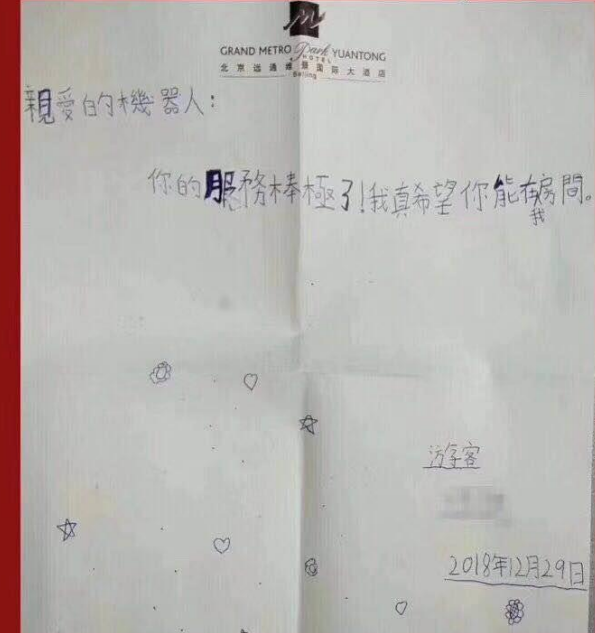 GRAND METRO Park YUANTONG
HOTEL
北京远通维景国际大酒店
Beijing
親愛的機器人：
你的服務棒極了!我真希望你能在我房間。
游客
2018年12月29日